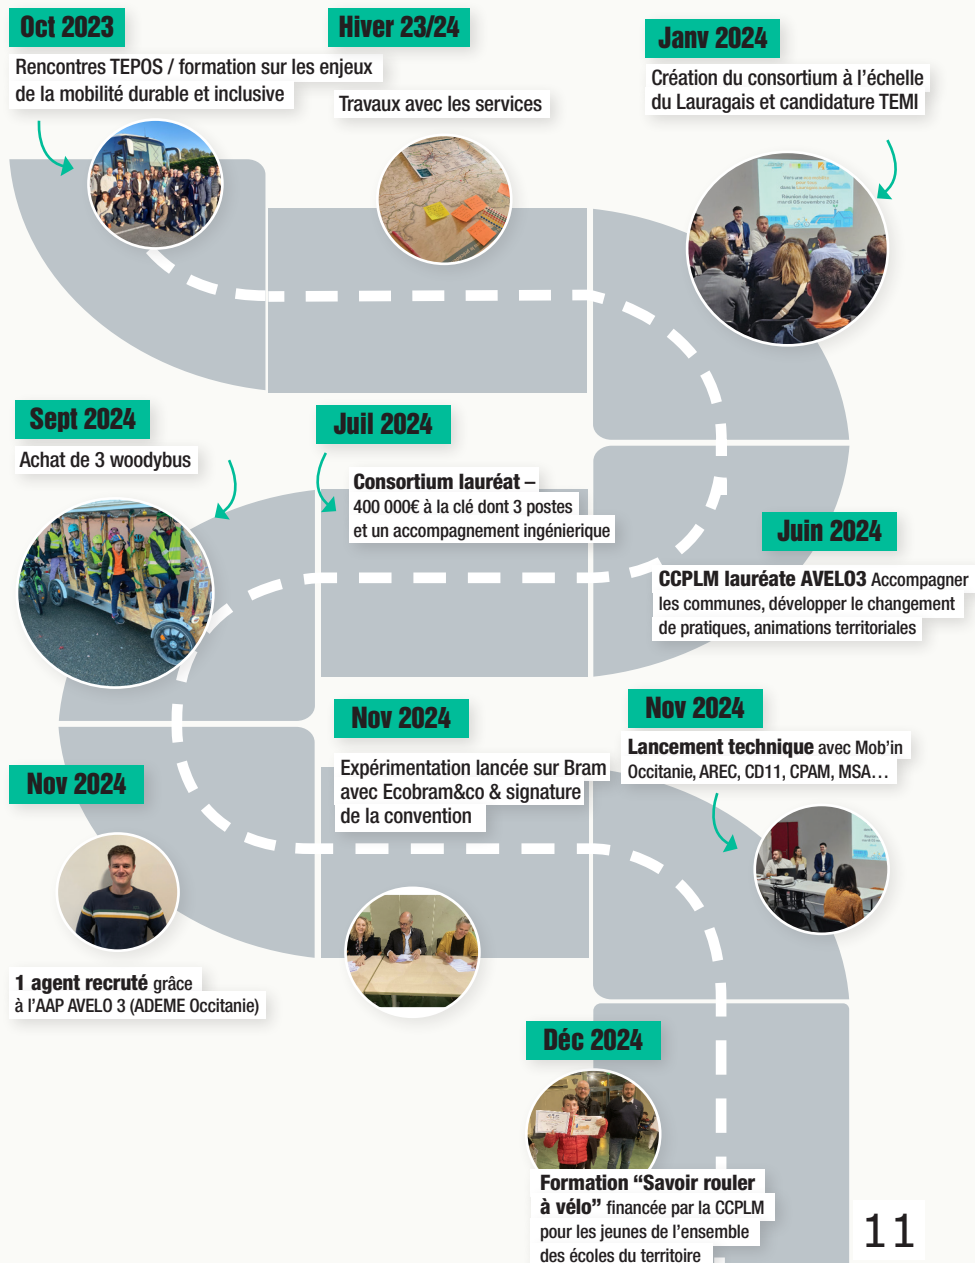 Oct 2023
Rencontres TEPOS / formation sur les enjeux
de la mobilité durable et inclusive
Hiver 23/24
Travaux avec les services
Janv 2024
Création du consortium à l'échelle
du Lauragais et candidature TEMI
Réunion de lancement
Juin 2024
CCPLM lauréate AVELO3 Accompagner
les communes, développer le changement
de pratiques, animations territoriales
Juil 2024
Consortium lauréat –
400 000€ à la clé dont 3 postes
et un accompagnement ingénierique
Sept 2024
Achat de 3 woodybus
Nov 2024
1 agent recruté grâce
à l'AAP AVELO 3 (ADEME Occitanie)
Nov 2024
Expérimentation lancée sur Bram
avec Ecobram&co & signature
de la convention
Nov 2024
Lancement technique avec Mob'in
Occitanie, AREC, CD11, CPAM, MSA…
Déc 2024
Formation “Savoir rouler
à vélo” financée par la CCPLM
pour les jeunes de l'ensemble
des écoles du territoire
11